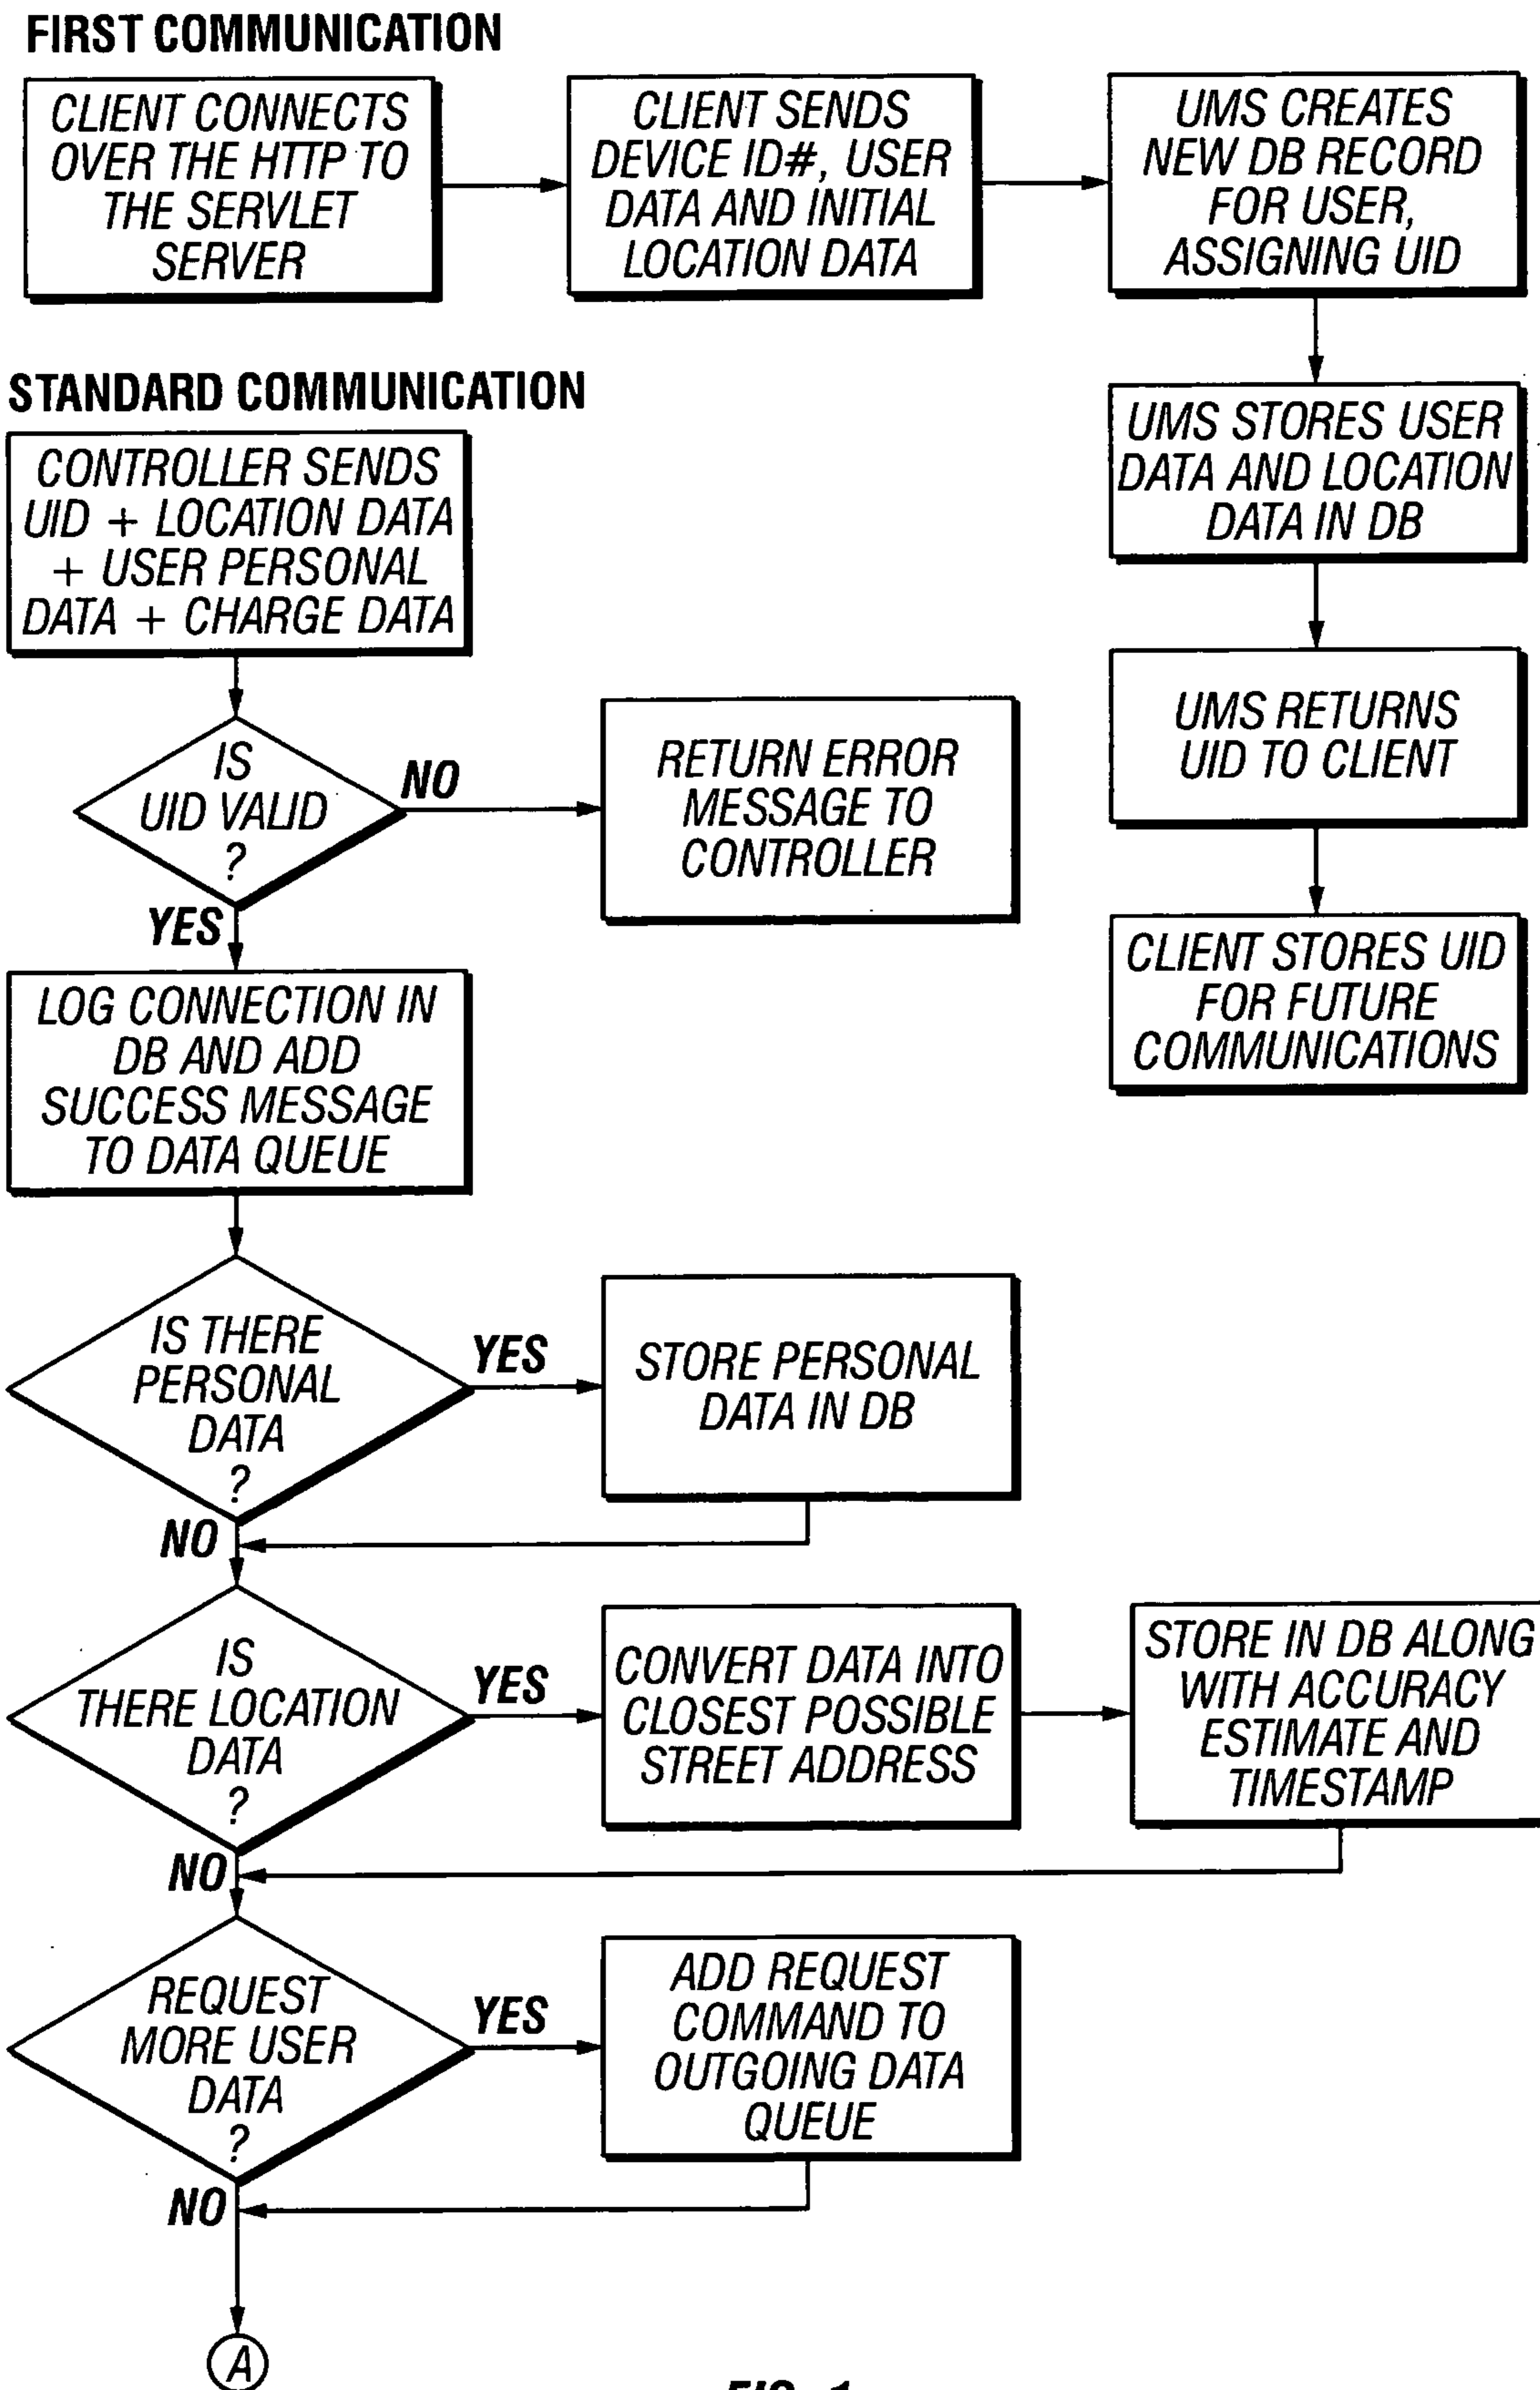 FIRST COMMUNICATION
CLIENT CONNECTS
OVER THE HTTP TO
THE SERVLET
SERVER
CLIENT SENDS
DEVICE ID#, USER
DATA AND INITIAL
LOCATION DATA
UMS CREATES
NEW DB RECORD
FOR USER,
ASSIGNING UID
UMS STORES USER
DATA AND LOCATION
DATA IN DB
UMS RETURNS
UID TO CLIENT
CLIENT STORES UID
FOR FUTURE
COMMUNICATIONS
STANDARD COMMUNICATION
CONTROLLER SENDS
UID + LOCATION DATA
+ USER PERSONAL
DATA + CHARGE DATA
IS
UID VALID
?
NO
RETURN ERROR
MESSAGE TO
CONTROLLER
YES
LOG CONNECTION IN
DB AND ADD
SUCCESS MESSAGE
TO DATA QUEUE
IS THERE
PERSONAL
DATA
?
YES
STORE PERSONAL
DATA IN DB
NO
IS
THERE LOCATION
DATA
?
YES
CONVERT DATA INTO
CLOSEST POSSIBLE
STREET ADDRESS
STORE IN DB ALONG
WITH ACCURACY
ESTIMATE AND
TIMESTAMP
NO
REQUEST
MORE USER
DATA
?
YES
ADD REQUEST
COMMAND TO
OUTGOING DATA
QUEUE
NO
A